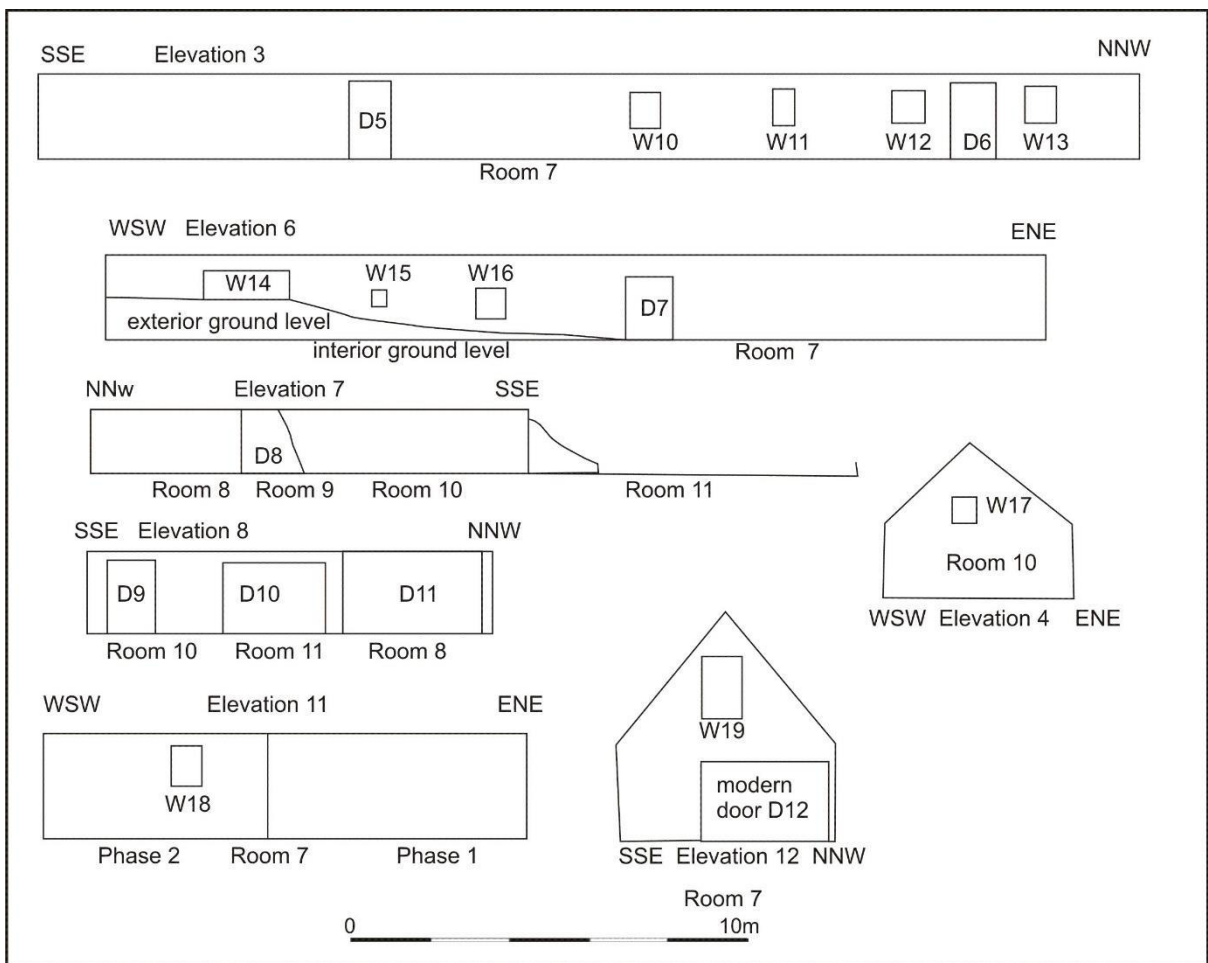 SSE Elevation 3 NNW
D5 W10 W11 W12 D6 W13
Room 7
WSW Elevation 6 ENE
W14 W15 W16 D7
exterior ground level
interior ground level Room 7
NNw Elevation 7 SSE
D8
Room 8 Room 9 Room 10 Room 11
W17
Room 10
WSW Elevation 4 ENE
SSE Elevation 8 NNW
D9 D10 D11
Room 10 Room 11 Room 8
WSW Elevation 11 ENE
W18
Phase 2 Room 7 Phase 1
W19
modern
door D12
SSE Elevation 12 NNW
Room 7
0 10m